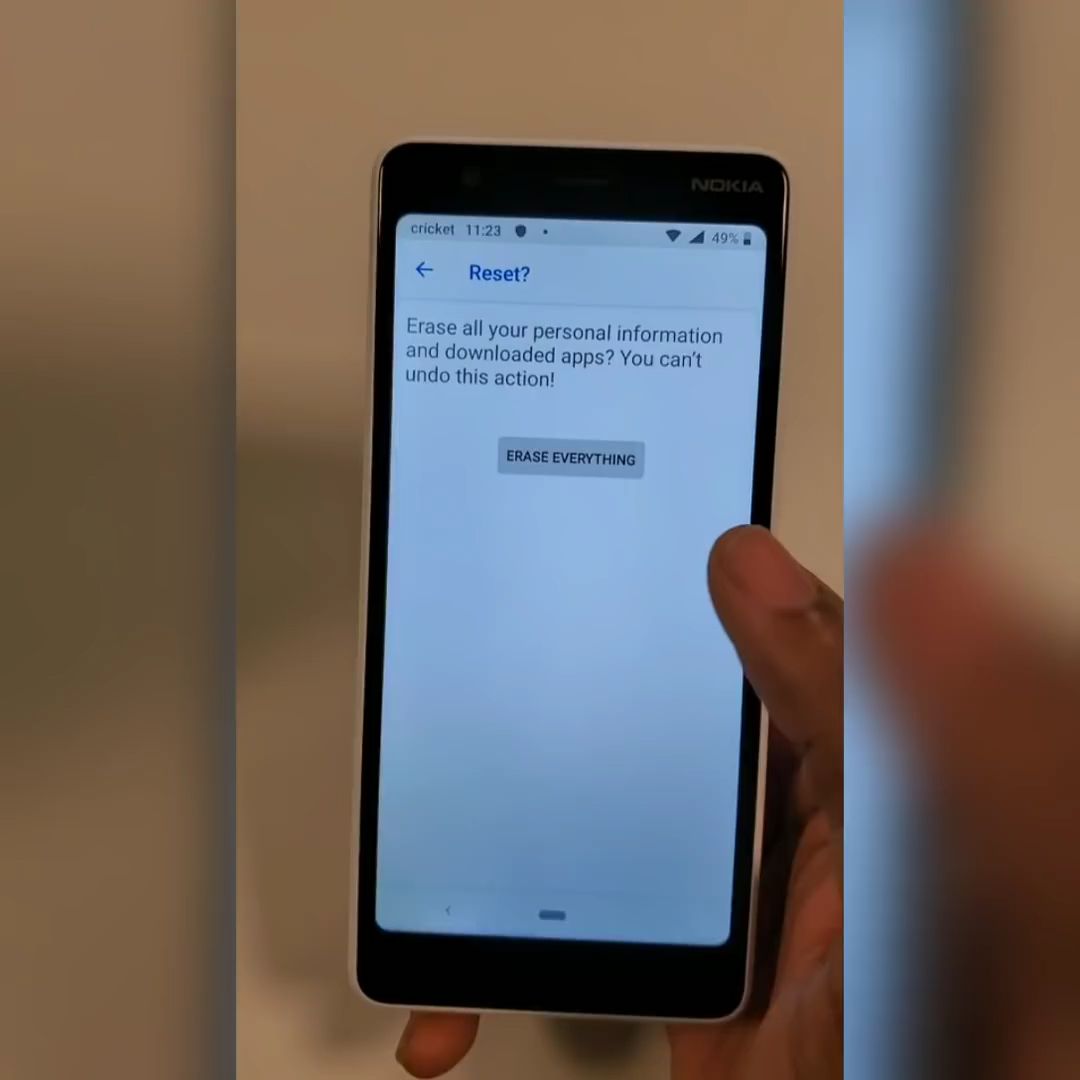 NOKIA
cricket 11:23 49%
Reset?
Erase all your personal information
and downloaded apps? You can't
undo this action!
ERASE EVERYTHING